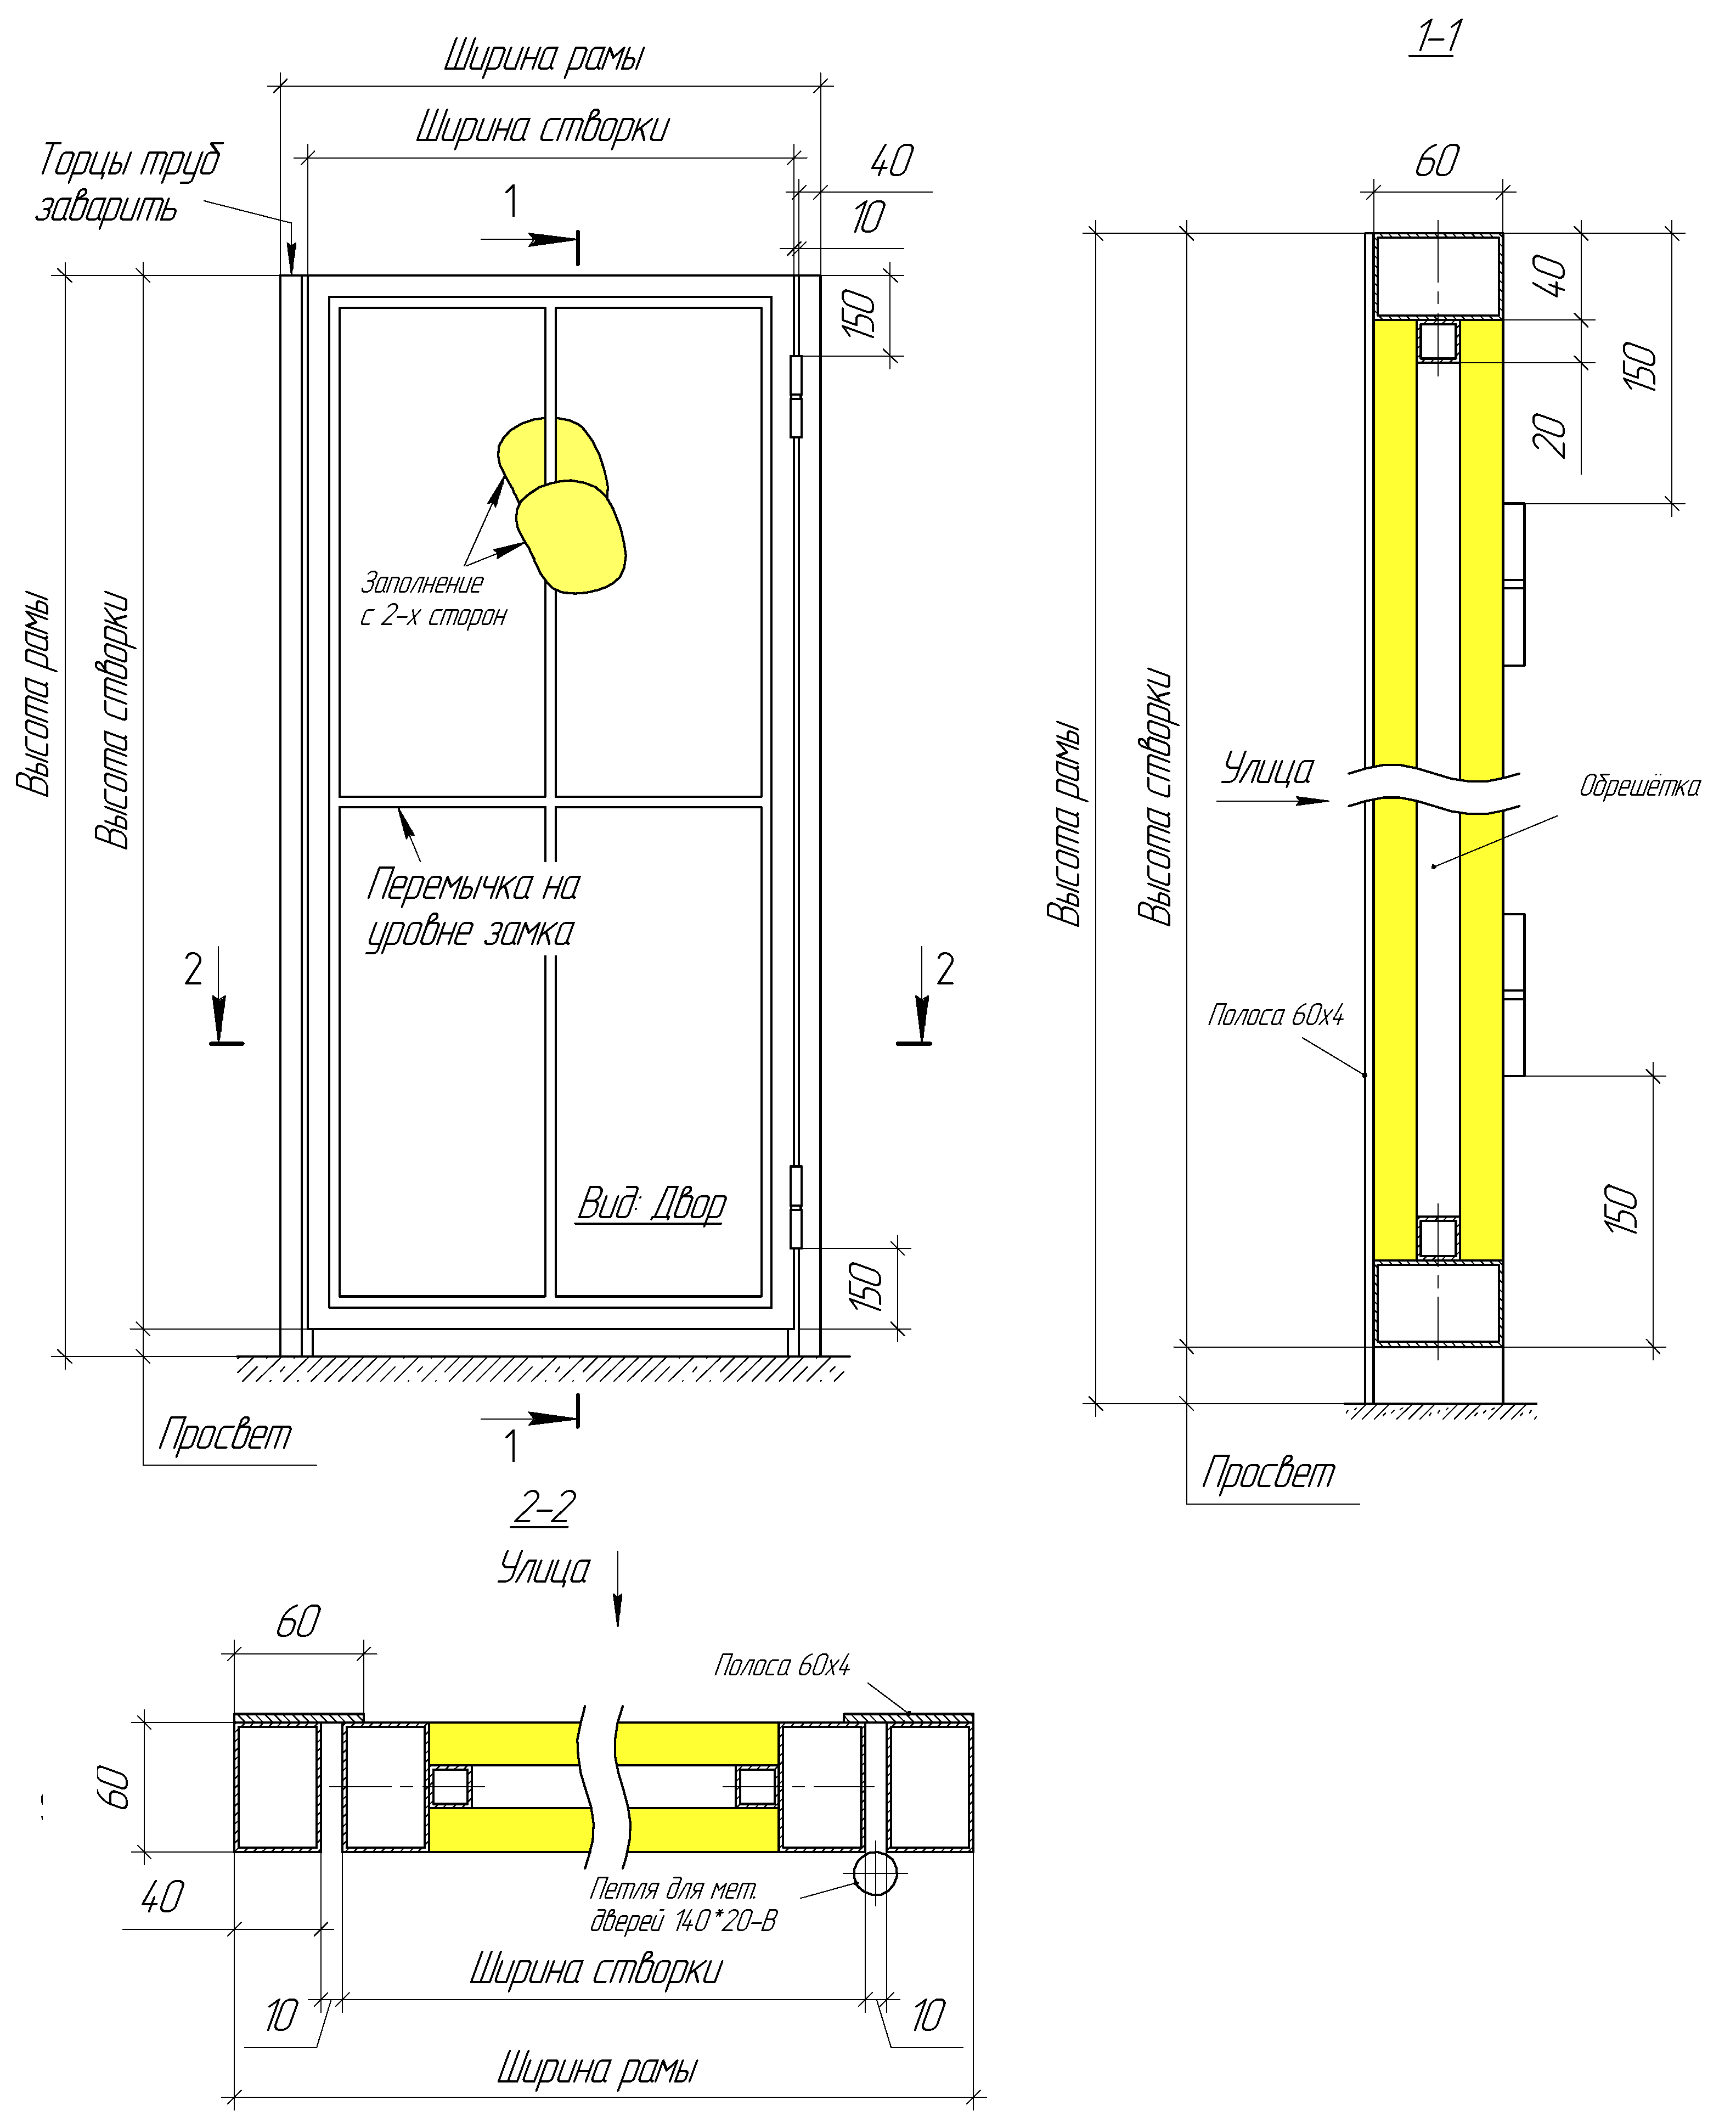 Ширина рамы
Ширина створки
Торцы труб
заварить
40
10
1
150
Высота рамы
Высота створки
Заполнение
с 2-х сторон
Перемычка на
уровне замка
2
2
Вид: Двор
150
Просвет
1
1-1
60
40
150
20
Высота рамы
Высота створки
Улица
Обрешётка
Полоса 60х4
150
Просвет
2-2
Улица
60
Полоса 60х4
60
40
Петля для мет.
дверей 140*20-В
Ширина створки
10
10
Ширина рамы